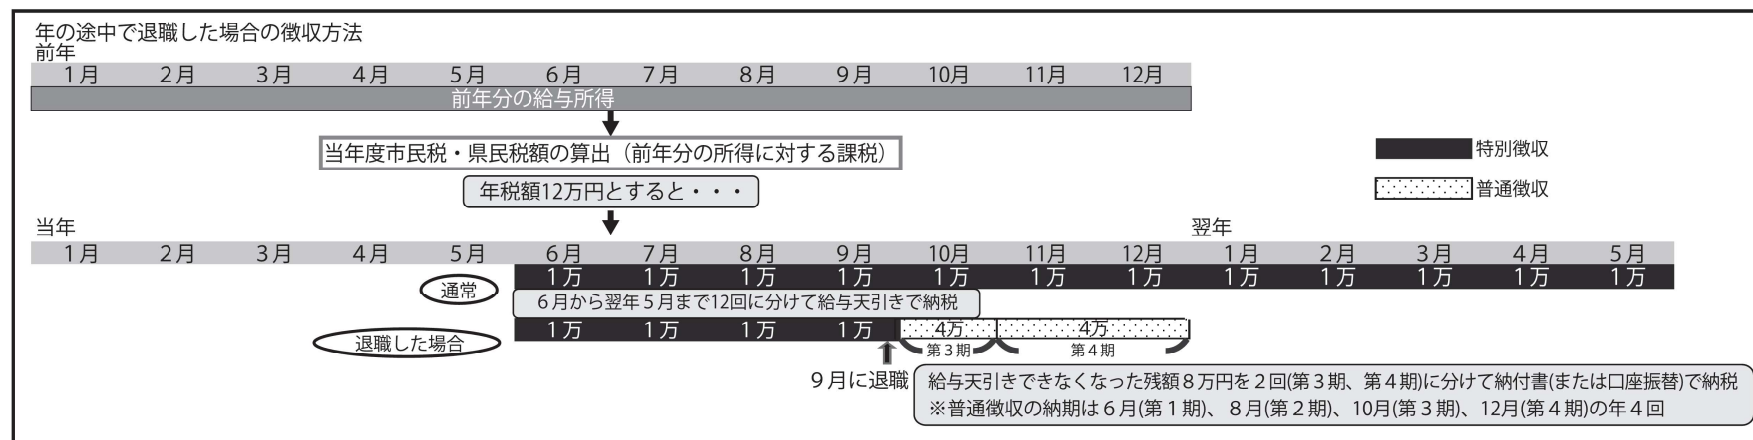 年の途中で退職した場合の徴収方法
前年
1月 2月 3月 4月 5月 6月 7月 8月 9月 10月 11月 12月
前年分の給与所得
当年度市民税・県民税額の算出（前年分の所得に対する課税）
年税額12万円とすると・・・
特別徴収
普通徴収
当年 翌年
1月 2月 3月 4月 5月 6月 7月 8月 9月 10月 11月 12月 1月 2月 3月 4月 5月
通常 1万 1万 1万 1万 1万 1万 1万 1万 1万 1万 1万 1万
6月から翌年5月まで12回に分けて給与天引きで納税
退職した場合 1万 1万 1万 1万 4万 4万
第3期 第4期
9月に退職
給与天引きできなくなった残額8万円を2回(第3期、第4期)に分けて納付書(または口座振替)で納税
※普通徴収の納期は6月(第1期)、8月(第2期)、10月(第3期)、12月(第4期)の年4回